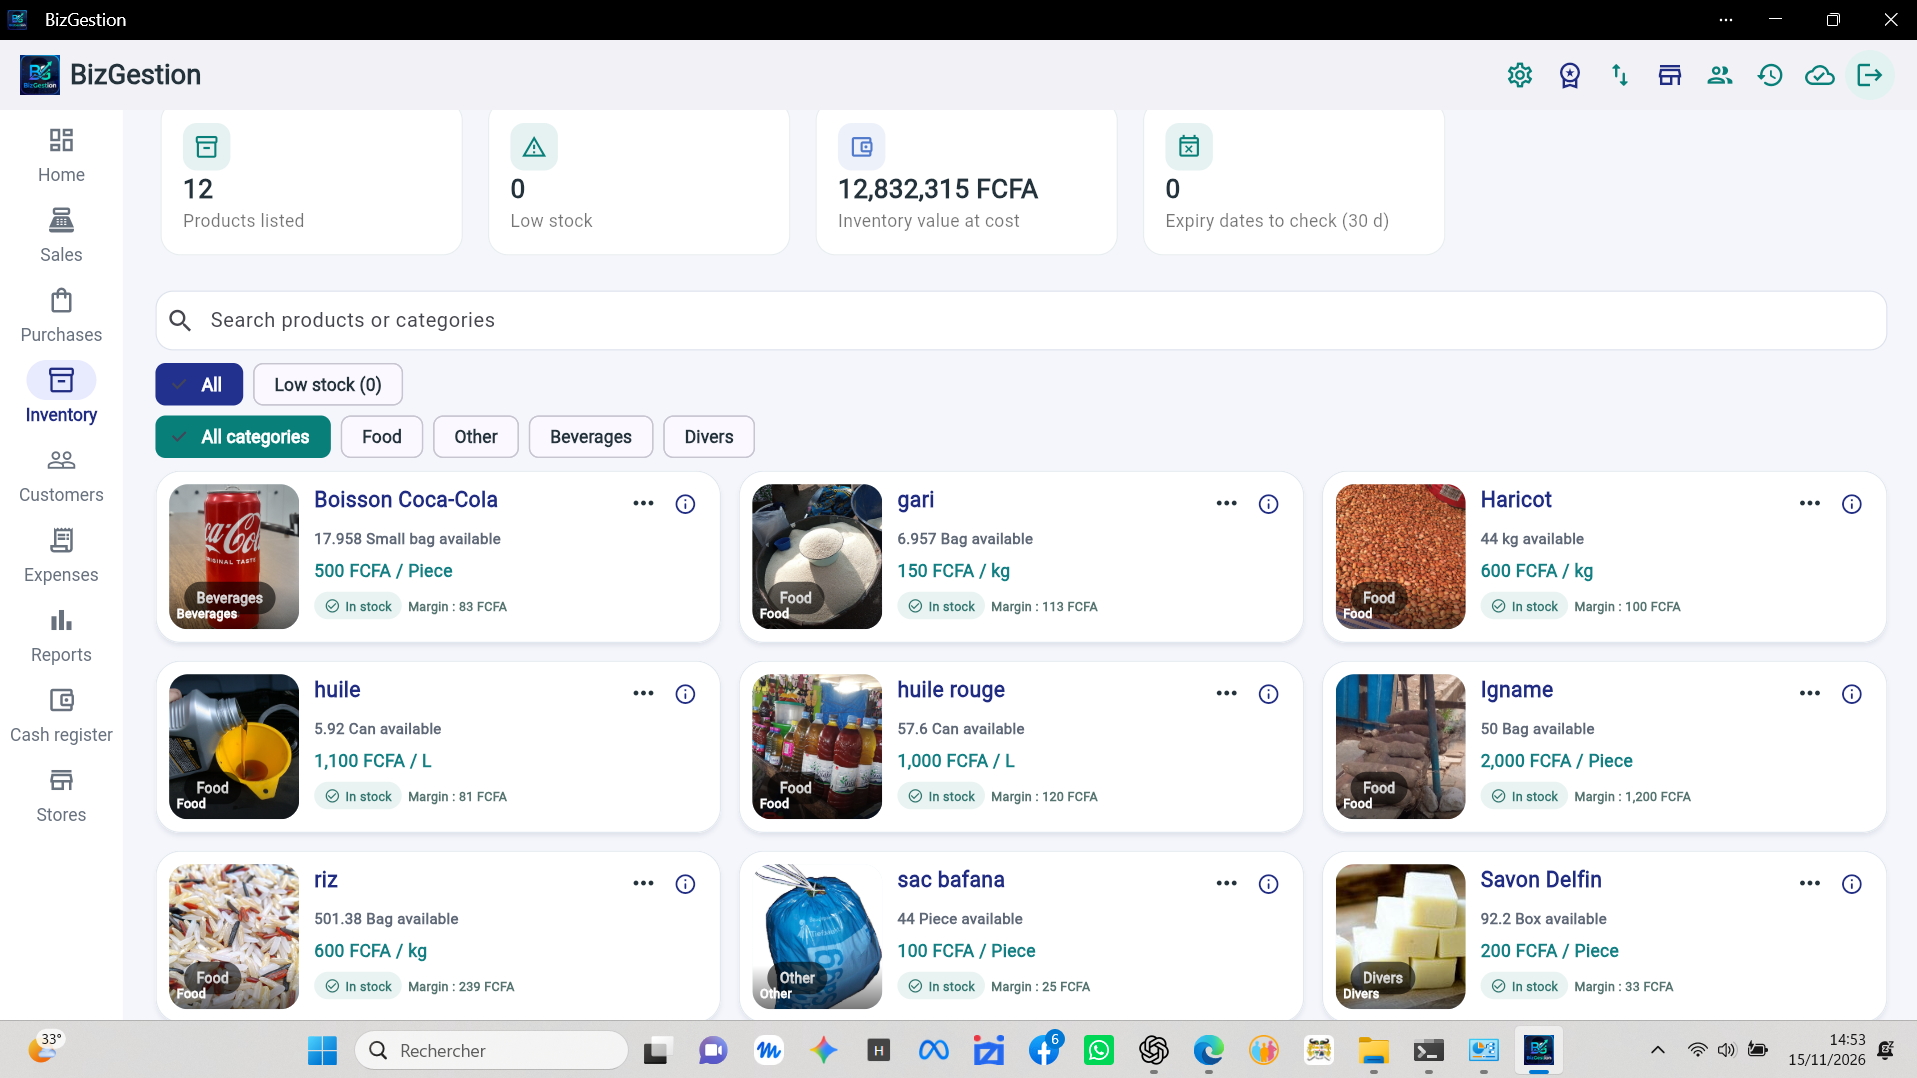 BizGestion
BizGestion
Home
Sales
Purchases
Inventory
Customers
Expenses
Reports
Cash register
Stores
12
Products listed
0
Low stock
12,832,315 FCFA
Inventory value at cost
0
Expiry dates to check (30 d)
Search products or categories
All
Low stock (0)
All categories
Food
Other
Beverages
Divers
Boisson Coca-Cola
17.958 Small bag available
500 FCFA / Piece
In stock
Margin : 83 FCFA
Beverages
Beverages
gari
6.957 Bag available
150 FCFA / kg
In stock
Margin : 113 FCFA
Food
Food
Haricot
44 kg available
600 FCFA / kg
In stock
Margin : 100 FCFA
Food
Food
huile
5.92 Can available
1,100 FCFA / L
In stock
Margin : 81 FCFA
Food
Food
huile rouge
57.6 Can available
1,000 FCFA / L
In stock
Margin : 120 FCFA
Food
Food
Igname
50 Bag available
2,000 FCFA / Piece
In stock
Margin : 1,200 FCFA
Food
Food
riz
501.38 Bag available
600 FCFA / kg
In stock
Margin : 239 FCFA
Food
Food
sac bafana
44 Piece available
100 FCFA / Piece
In stock
Margin : 25 FCFA
Other
Other
Savon Delfin
92.2 Box available
200 FCFA / Piece
In stock
Margin : 33 FCFA
Divers
Divers
33°
Rechercher
6
14:53
15/11/2026